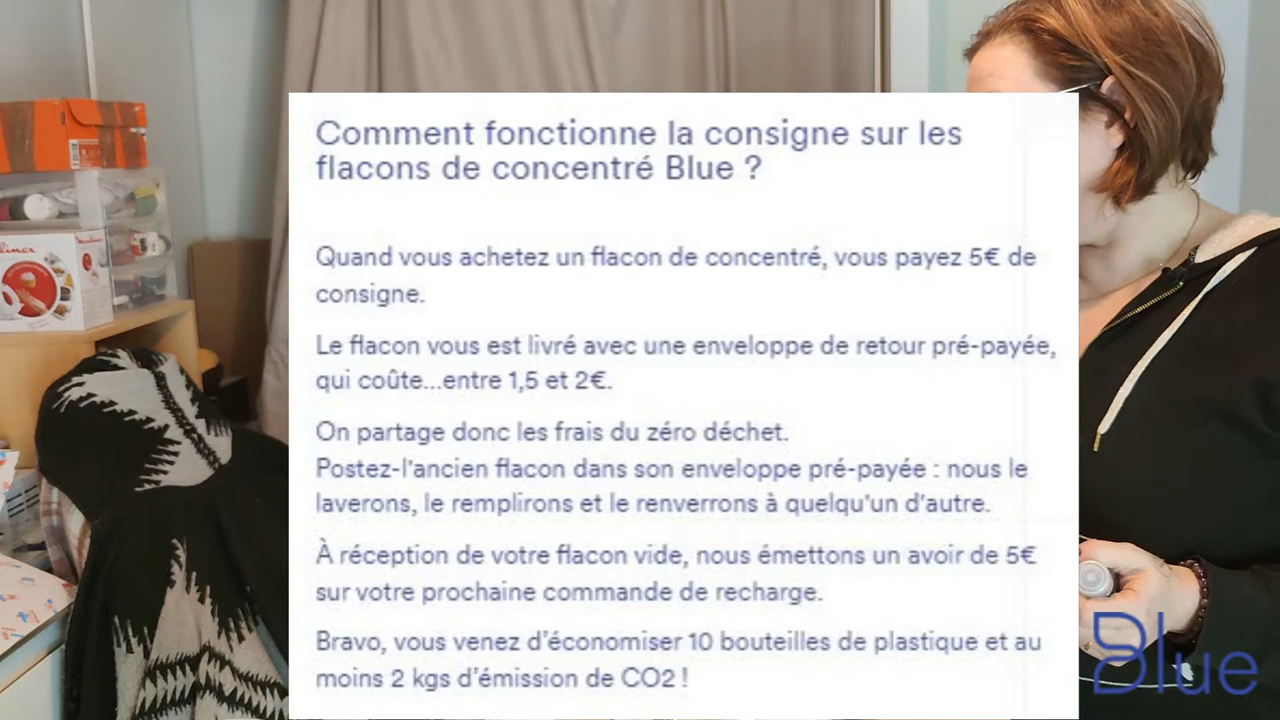 Comment fonctionne la consigne sur les
flacons de concentré Blue ?
Quand vous achetez un flacon de concentré, vous payez 5€ de
consigne.
Le flacon vous est livré avec une enveloppe de retour pré-payée,
qui coûte...entre 1,5 et 2€.
On partage donc les frais du zéro déchet.
Postez-l'ancien flacon dans son enveloppe pré-payée : nous le
laverons, le remplirons et le renverrons à quelqu'un d'autre.
À réception de votre flacon vide, nous émettons un avoir de 5€
sur votre prochaine commande de recharge.
Bravo, vous venez d'économiser 10 bouteilles de plastique et au
moins 2 kgs d'émission de CO2 !
Blue